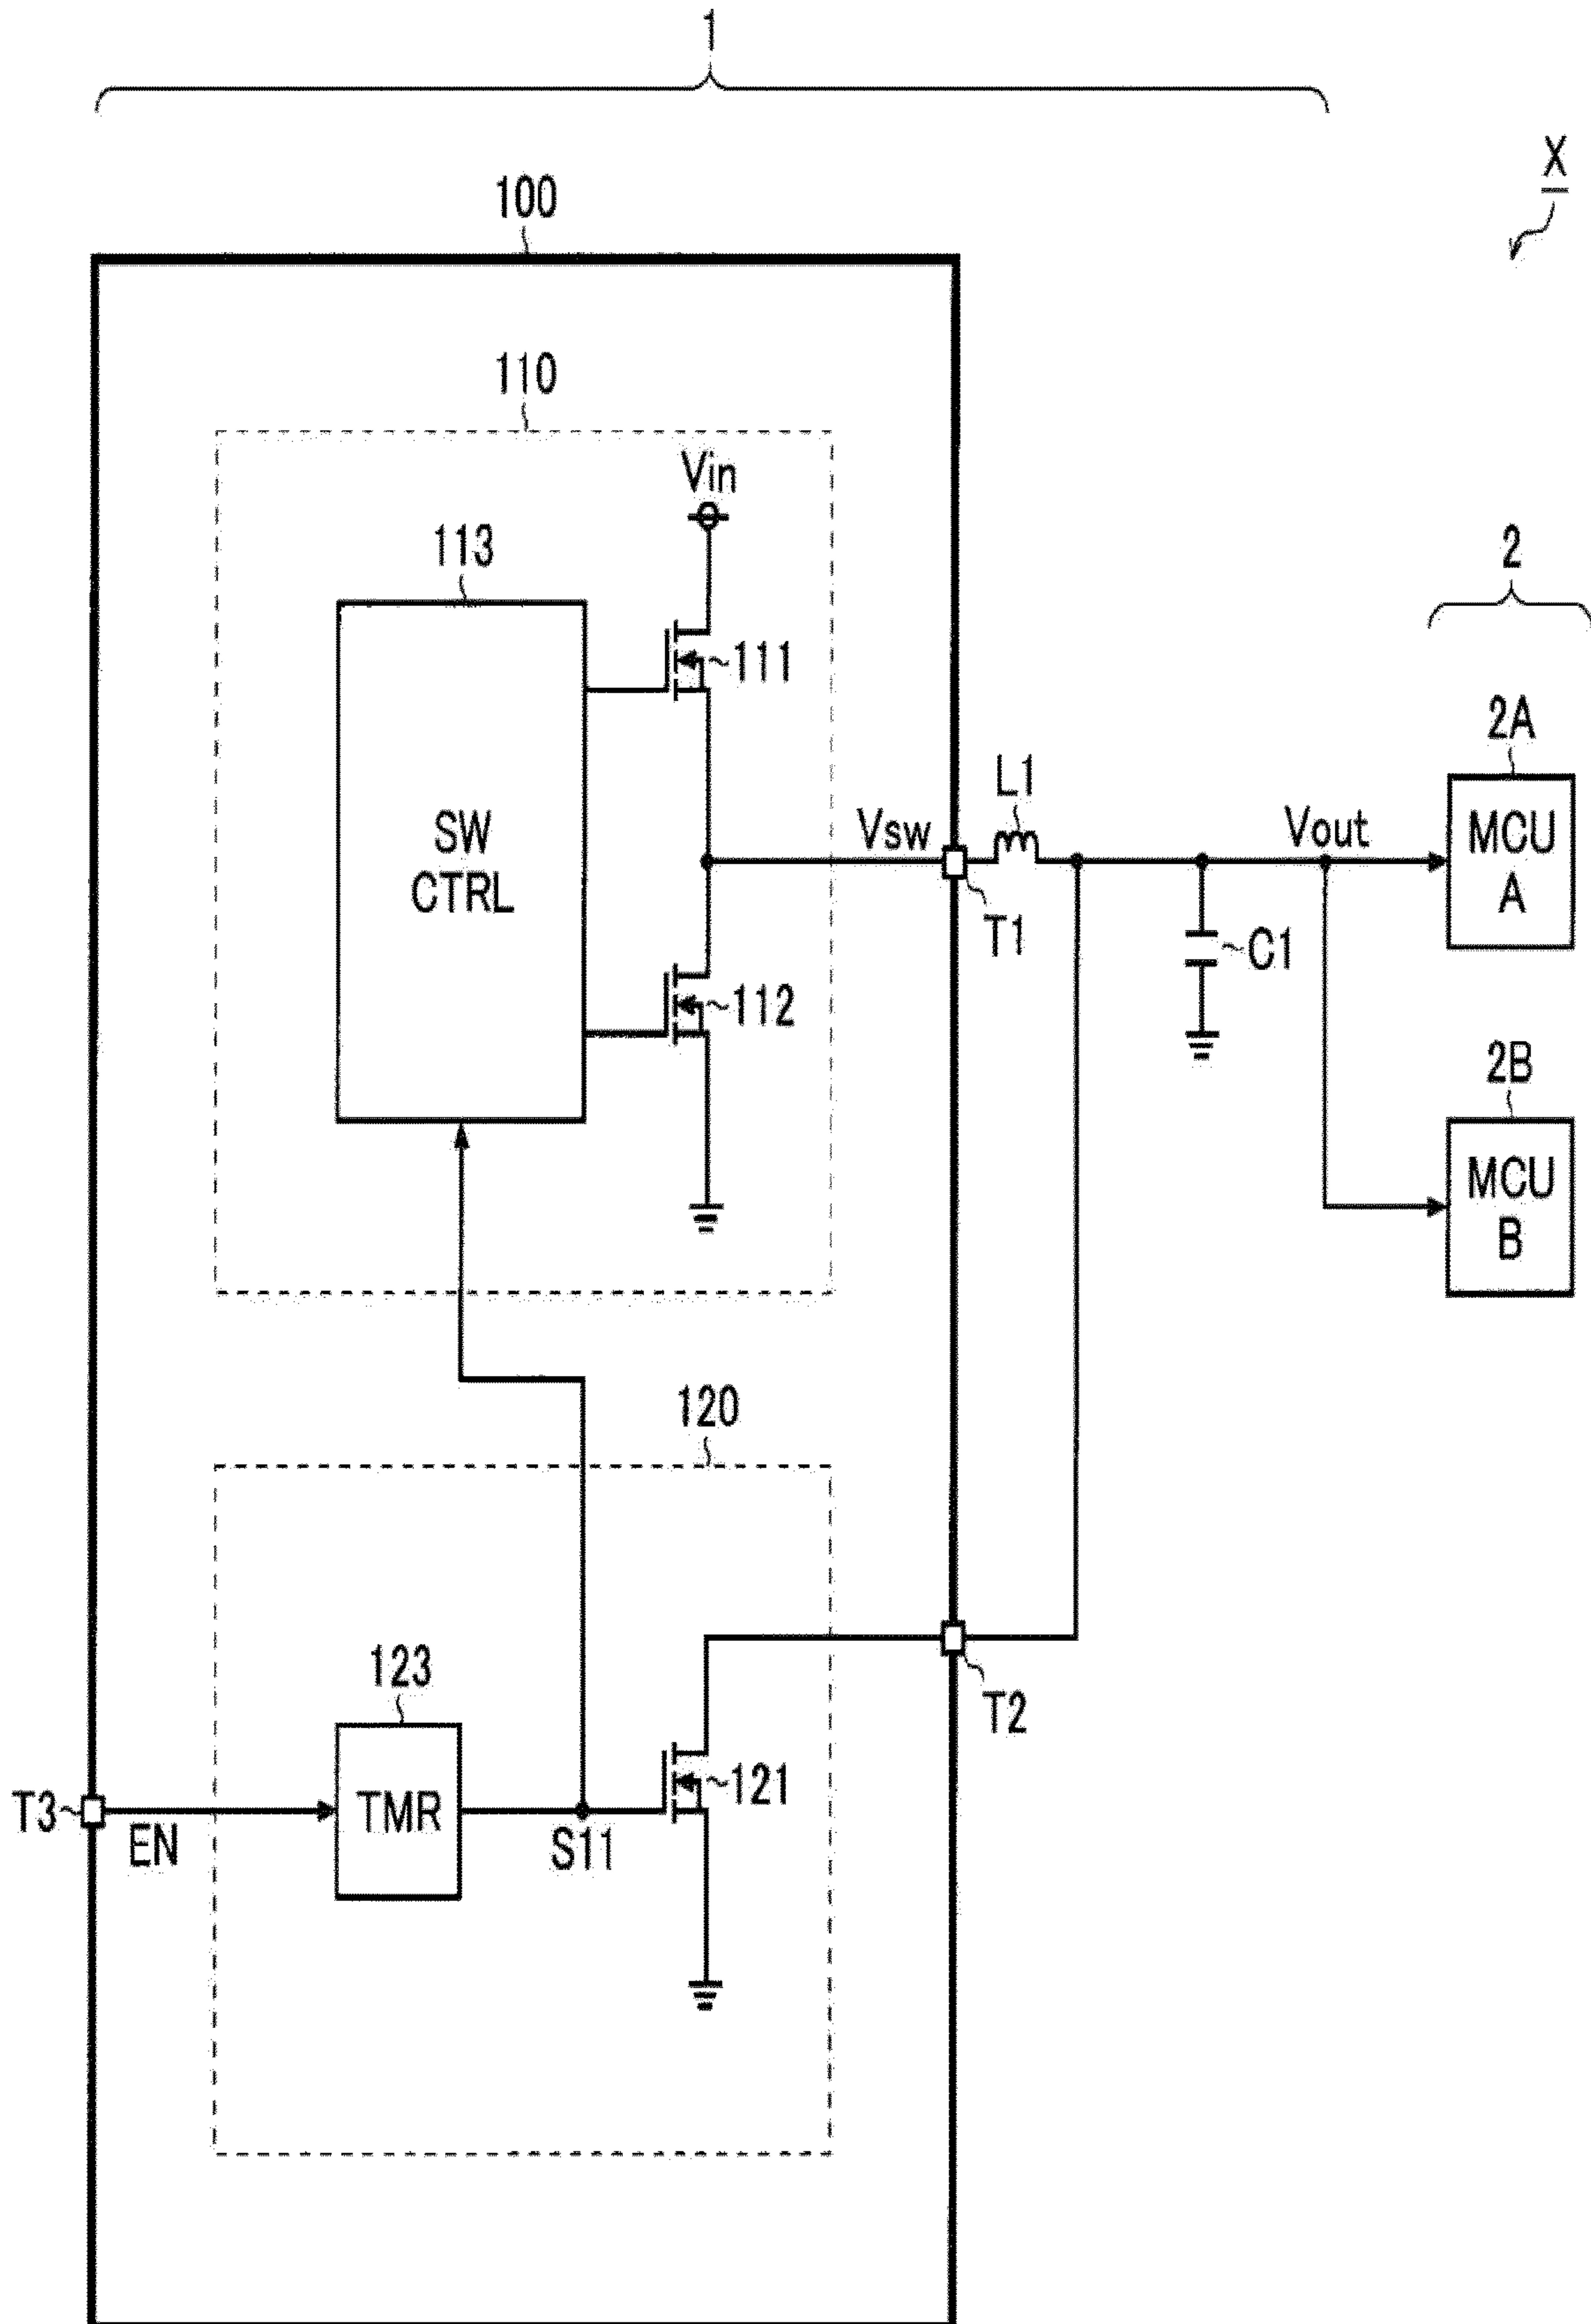 1
X
100
110
Vin
113
111
SW
CTRL
112
Vsw
L1
T1
Vout
C1
2
2A
MCU
A
2B
MCU
B
120
T2
123
TMR
121
T3
EN
S11